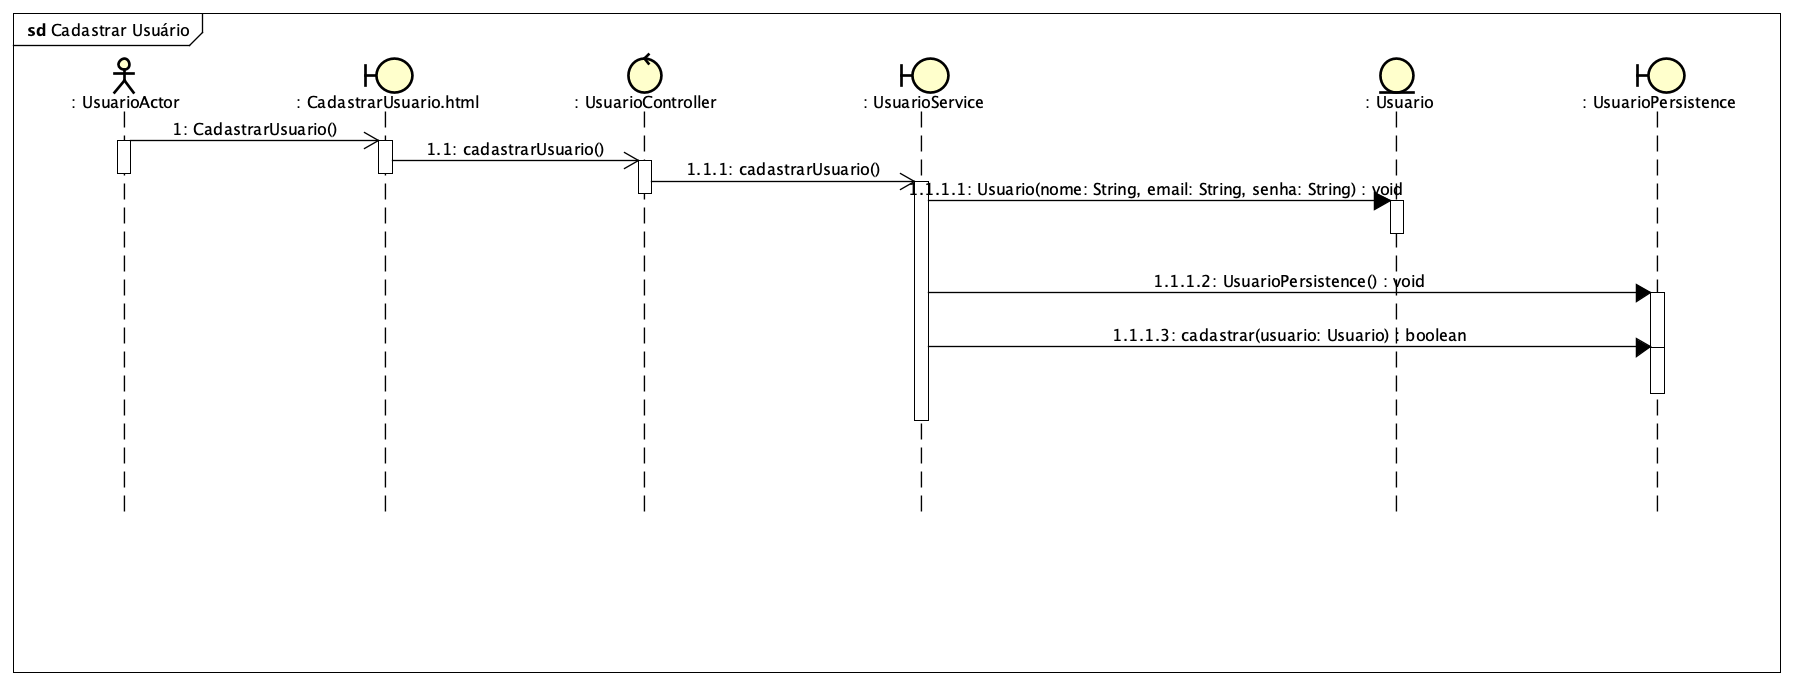 sd Cadastrar Usuário
: UsuarioActor
: CadastrarUsuario.html
: UsuarioController
: UsuarioService
: Usuario
: UsuarioPersistence
1: CadastrarUsuario()
1.1: cadastrarUsuario()
1.1.1: cadastrarUsuario()
1.1.1.1: Usuario(nome: String, email: String, senha: String) : void
1.1.1.2: UsuarioPersistence() : void
1.1.1.3: cadastrar(usuario: Usuario) : boolean